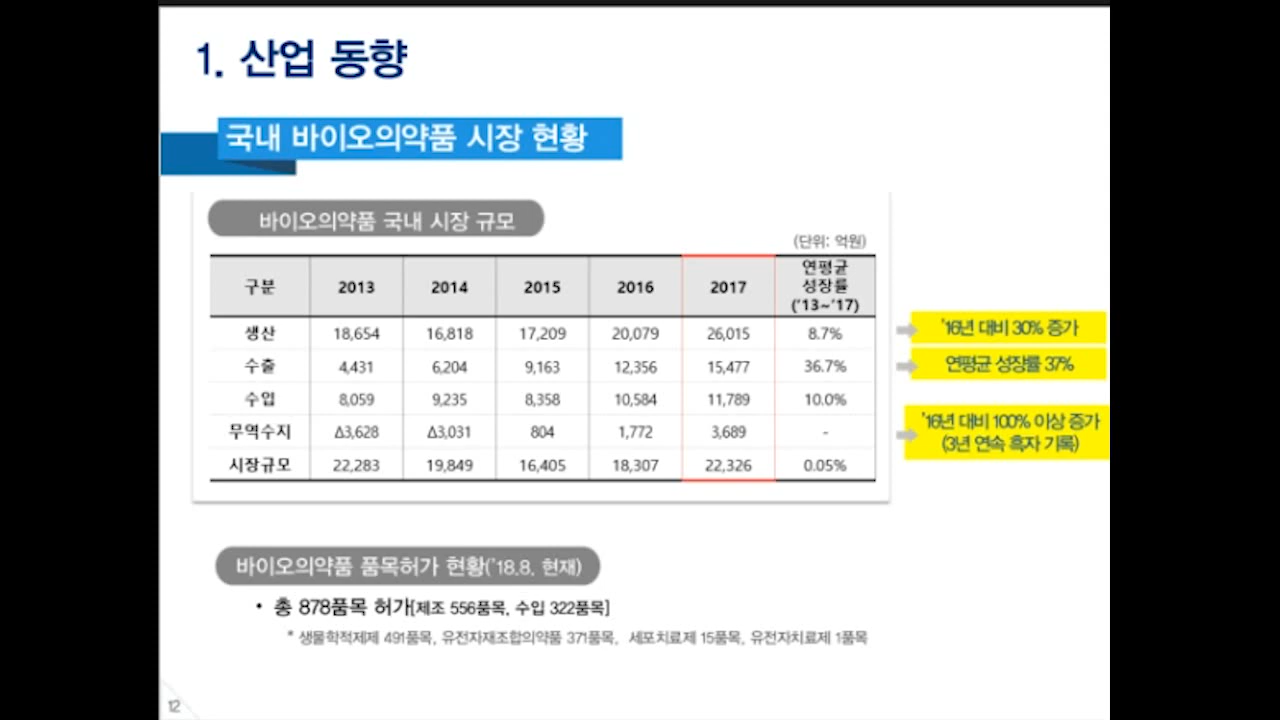 1. 산업 동향
국내 바이오의약품 시장 현황
바이오의약품 국내 시장 규모
(단위: 억원)
구분 2013 2014 2015 2016 2017 연평균 성장률 ('13~'17)
생산 18,654 16,818 17,209 20,079 26,015 8.7%
'16년 대비 30% 증가
수출 4,431 6,204 9,163 12,356 15,477 36.7%
연평균 성장률 37%
수입 8,059 9,235 8,358 10,584 11,789 10.0%
무역수지 Δ3,628 Δ3,031 804 1,772 3,689 -
'16년 대비 100% 이상 증가
(3년 연속 흑자 기록)
시장규모 22,283 19,849 16,405 18,307 22,326 0.05%
바이오의약품 품목허가 현황('18.8. 현재)
• 총 878품목 허가[제조 556품목, 수입 322품목]
* 생물학적제제 491품목, 유전자재조합의약품 371품목, 세포치료제 15품목, 유전자치료제 1품목
12